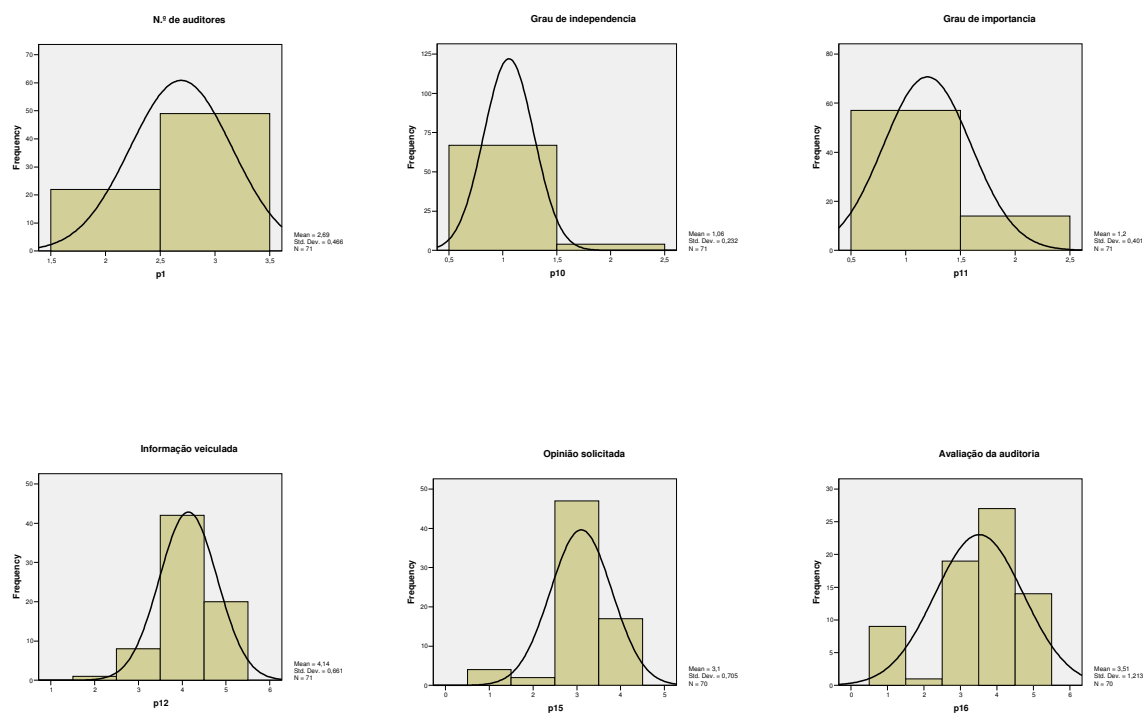 N.º de auditores
70
60
50
40
30
20
10
0
Frequency
1,5
2
2,5
3
3,5
p1
Mean = 2,69
Std. Dev. = 0,466
N = 71
Grau de independencia
125
100
75
50
25
0
Frequency
0,5
1
1,5
2
2,5
p10
Mean = 1,06
Std. Dev. = 0,232
N = 71
Grau de importancia
80
60
40
20
0
Frequency
0,5
1
1,5
2
2,5
p11
Mean = 1,2
Std. Dev. = 0,401
N = 71
Informação veiculada
50
40
30
20
10
0
Frequency
1
2
3
4
5
6
p12
Mean = 4,14
Std. Dev. = 0,661
N = 71
Opinião solicitada
50
40
30
20
10
0
Frequency
0
1
2
3
4
5
p15
Mean = 3,1
Std. Dev. = 0,705
N = 70
Avaliação da auditoria
30
25
20
15
10
5
0
Frequency
0
1
2
3
4
5
6
p16
Mean = 3,51
Std. Dev. = 1,213
N = 70